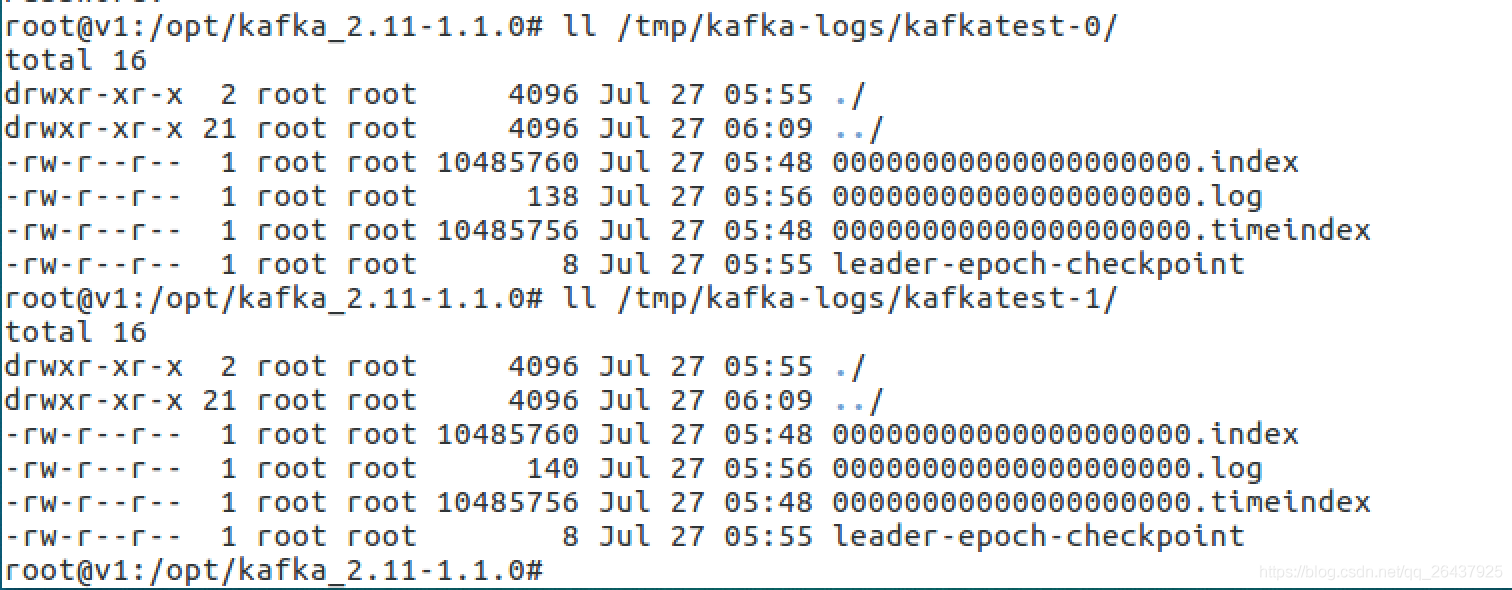 root@v1:/opt/kafka_2.11-1.1.0# ll /tmp/kafka-logs/kafkatest-0/
total 16
drwxr-xr-x  2 root root     4096 Jul 27 05:55 ./
drwxr-xr-x 21 root root     4096 Jul 27 06:09 ../
-rw-r--r--  1 root root 10485760 Jul 27 05:48 00000000000000000000.index
-rw-r--r--  1 root root      138 Jul 27 05:56 00000000000000000000.log
-rw-r--r--  1 root root 10485756 Jul 27 05:48 00000000000000000000.timeindex
-rw-r--r--  1 root root        8 Jul 27 05:55 leader-epoch-checkpoint
root@v1:/opt/kafka_2.11-1.1.0# ll /tmp/kafka-logs/kafkatest-1/
total 16
drwxr-xr-x  2 root root     4096 Jul 27 05:55 ./
drwxr-xr-x 21 root root     4096 Jul 27 06:09 ../
-rw-r--r--  1 root root 10485760 Jul 27 05:48 00000000000000000000.index
-rw-r--r--  1 root root      140 Jul 27 05:56 00000000000000000000.log
-rw-r--r--  1 root root 10485756 Jul 27 05:48 00000000000000000000.timeindex
-rw-r--r--  1 root root        8 Jul 27 05:55 leader-epoch-checkpoint
root@v1:/opt/kafka_2.11-1.1.0#
https://blog.csdn.net/qq_26437925